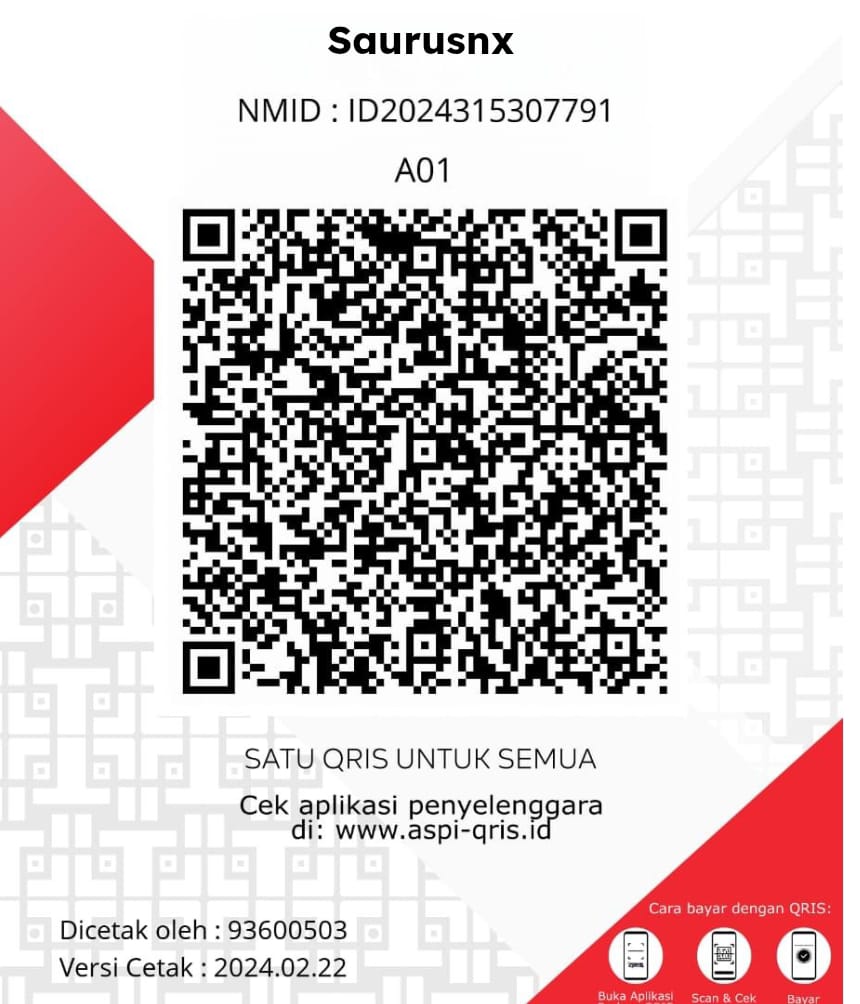 Saurusnx
NMID : ID2024315307791
A01
SATU QRIS UNTUK SEMUA
Cek aplikasi penyelenggara
di: www.aspi-qris.id
Dicetak oleh : 93600503
Versi Cetak : 2024.02.22
Cara bayar dengan QRIS:
Buka Aplikasi
Scan & Cek
Bayar